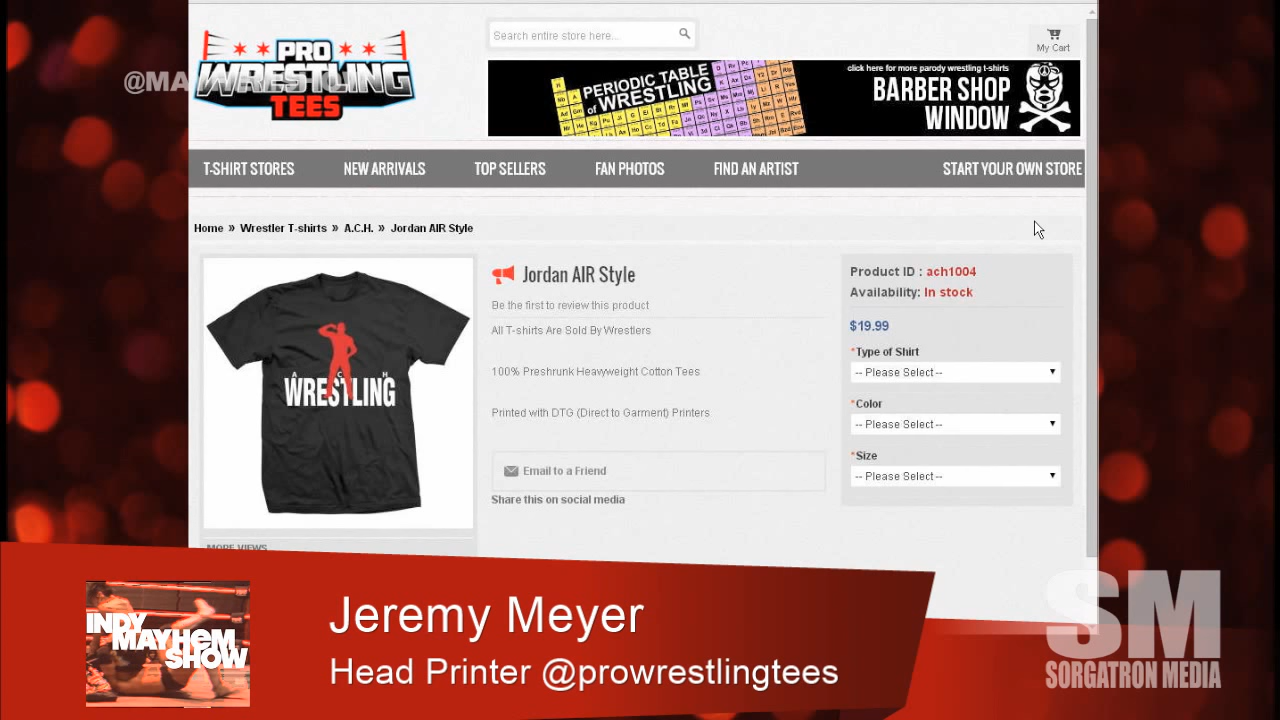 Search entire store here...
My Cart
PRO
WRESTLING
TEES
@MA
PERIODIC TABLE
of WRESTLING
click here for more parody wrestling t-shirts
BARBER SHOP
WINDOW
T-SHIRT STORES
NEW ARRIVALS
TOP SELLERS
FAN PHOTOS
FIND AN ARTIST
START YOUR OWN STORE
Home » Wrestler T-shirts » A.C.H. » Jordan AIR Style
A C H
WRESTLING
MORE VIEWS
Jordan AIR Style
Be the first to review this product
All T-shirts Are Sold By Wrestlers
100% Preshrunk Heavyweight Cotton Tees
Printed with DTG (Direct to Garment) Printers
Email to a Friend
Share this on social media
Product ID : ach1004
Availability: In stock
$19.99
*Type of Shirt
-- Please Select --
*Color
-- Please Select --
*Size
-- Please Select --
INDY
MAYHEM
SHOW
Jeremy Meyer
Head Printer @prowrestlingtees
SM
SORGATRON MEDIA